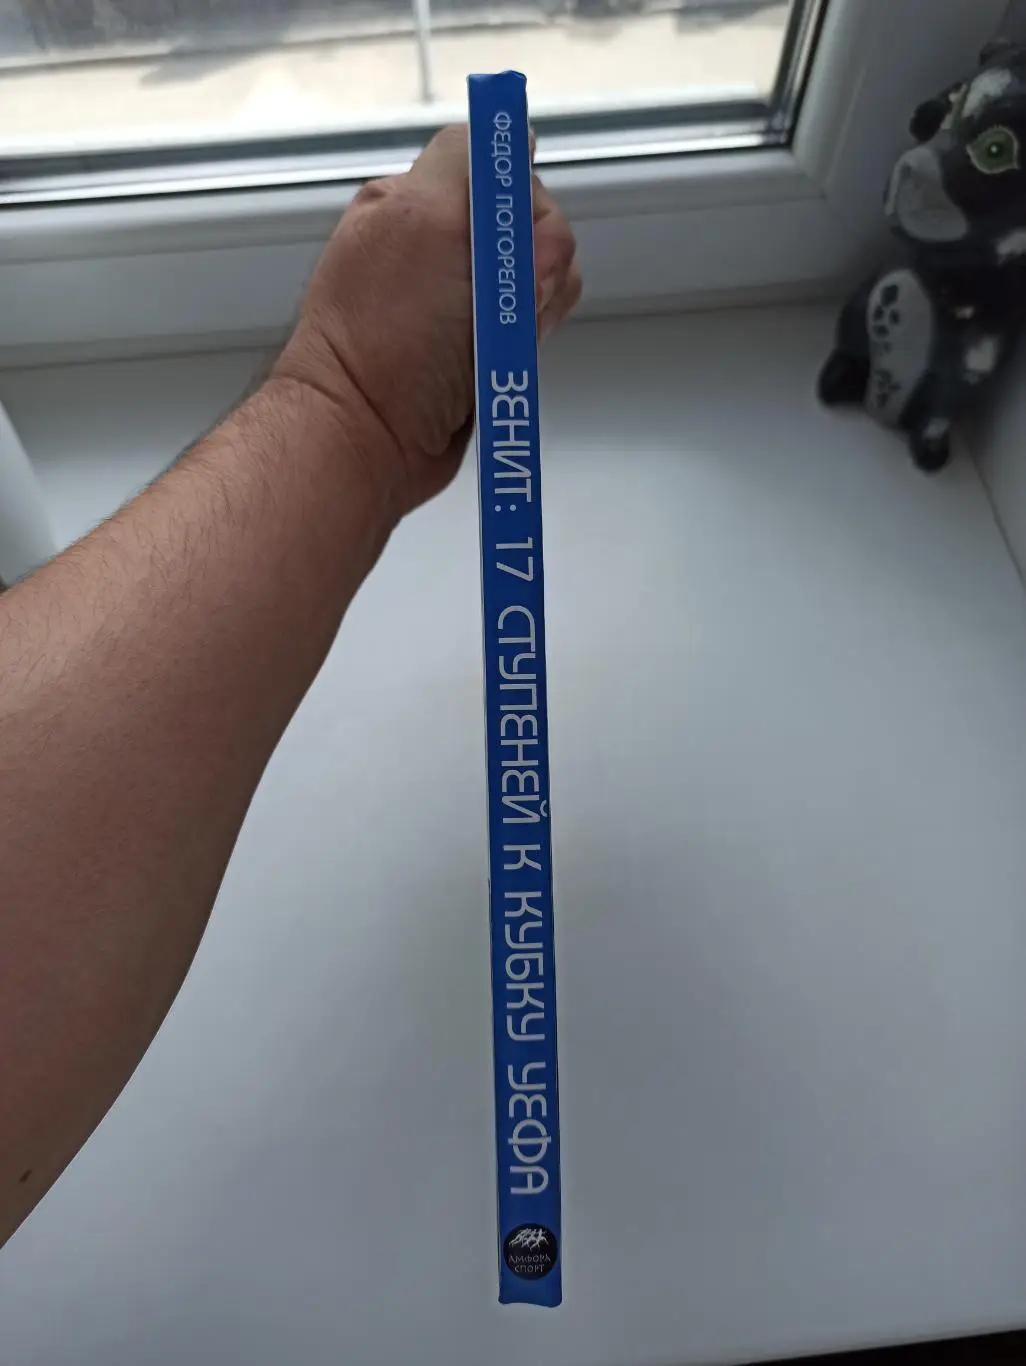 ФЕДОР ПОГОРЕЛОВ
ЗЕНИТ: 17 СТУПЕНЕЙ К КУБКУ УЕФА
АМФОРА
СПОРТ